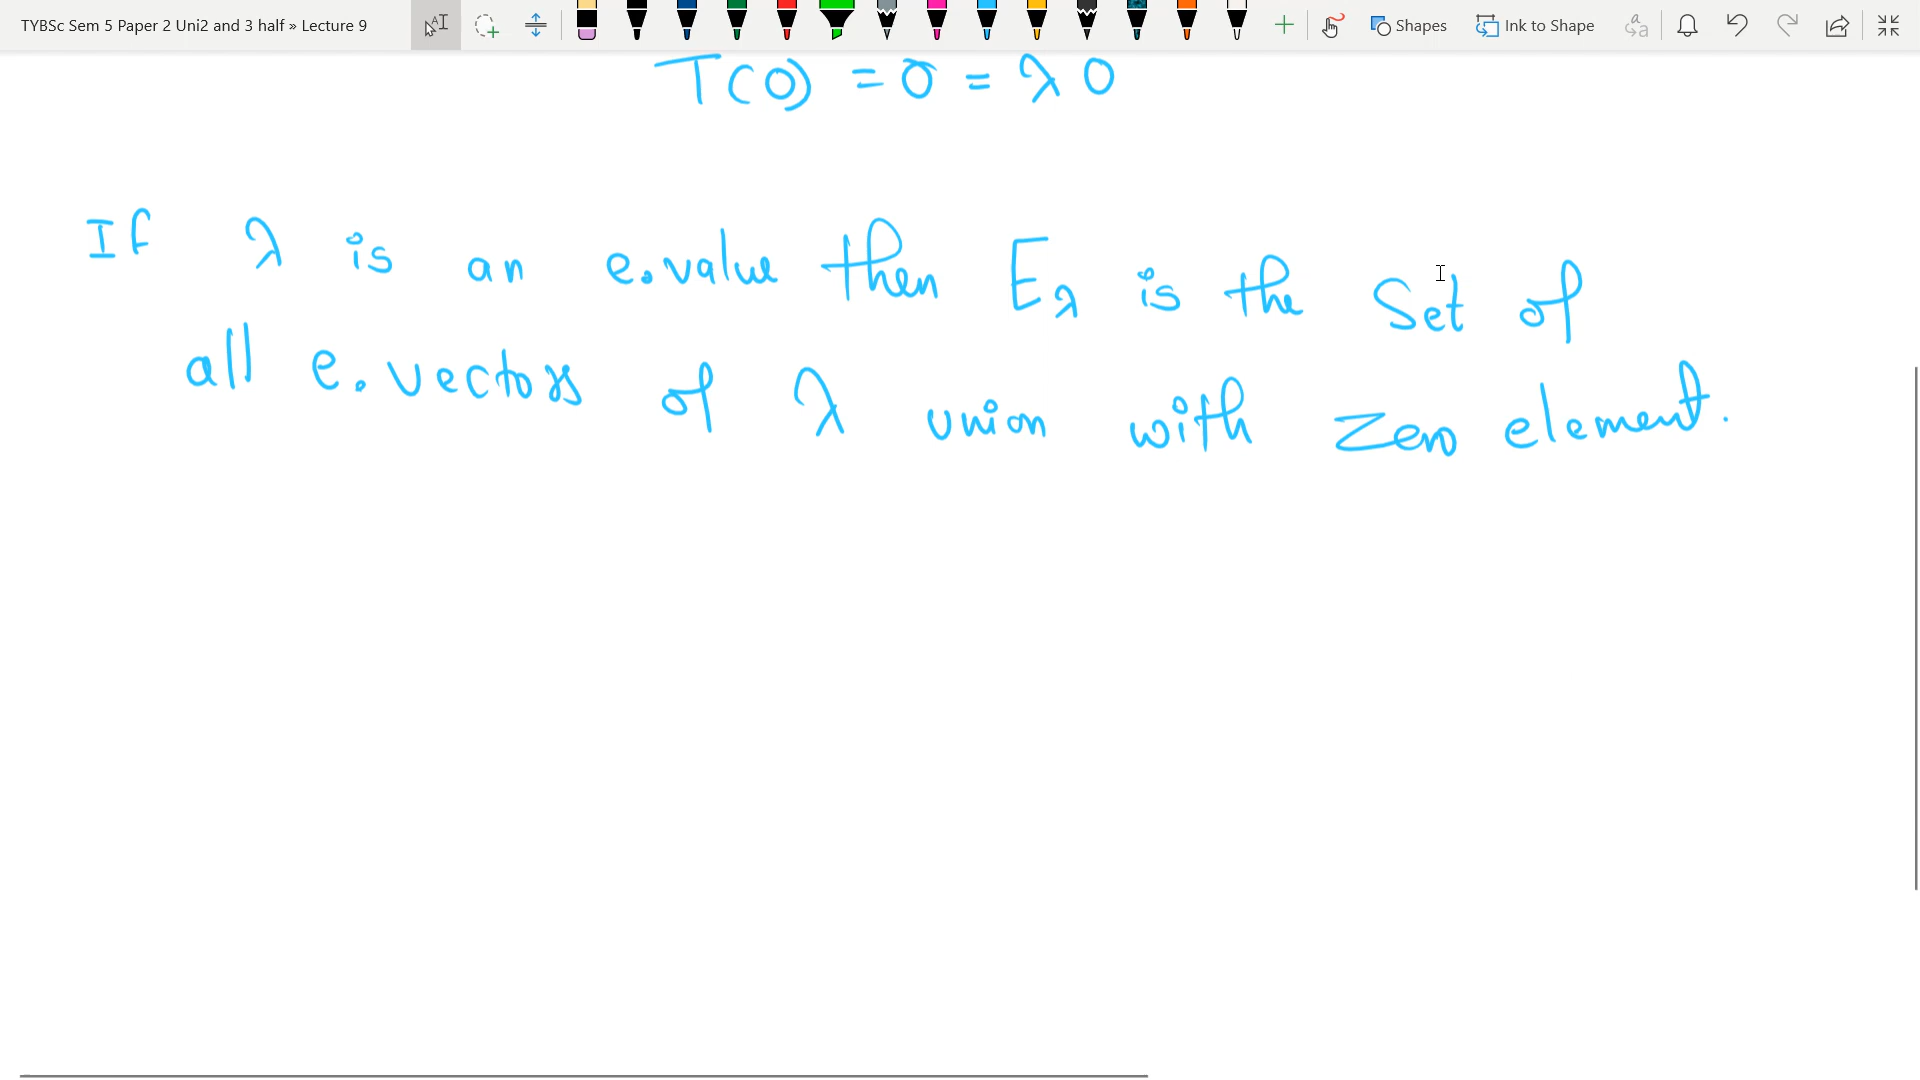 TYBSc Sem 5 Paper 2 Uni2 and 3 half » Lecture 9
Shapes
Ink to Shape
T(0) = 0 = λ 0
If λ is an e.value then Eλ is the Set of
all e.vectors of λ union with Zero element.